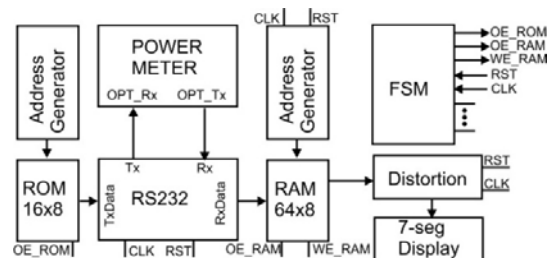 CLK RST
Address
Generator
POWER
METER
OPT_Rx OPT_Tx
Address
Generator
FSM
OE_ROM
OE_RAM
WE_RAM
RST
CLK
ROM
16x8
TxData
Tx
Rx
RS232
RxData
RAM
64x8
Distortion
RST
CLK
7-seg
Display
OE_ROM
CLK RST
OE_RAM
WE_RAM